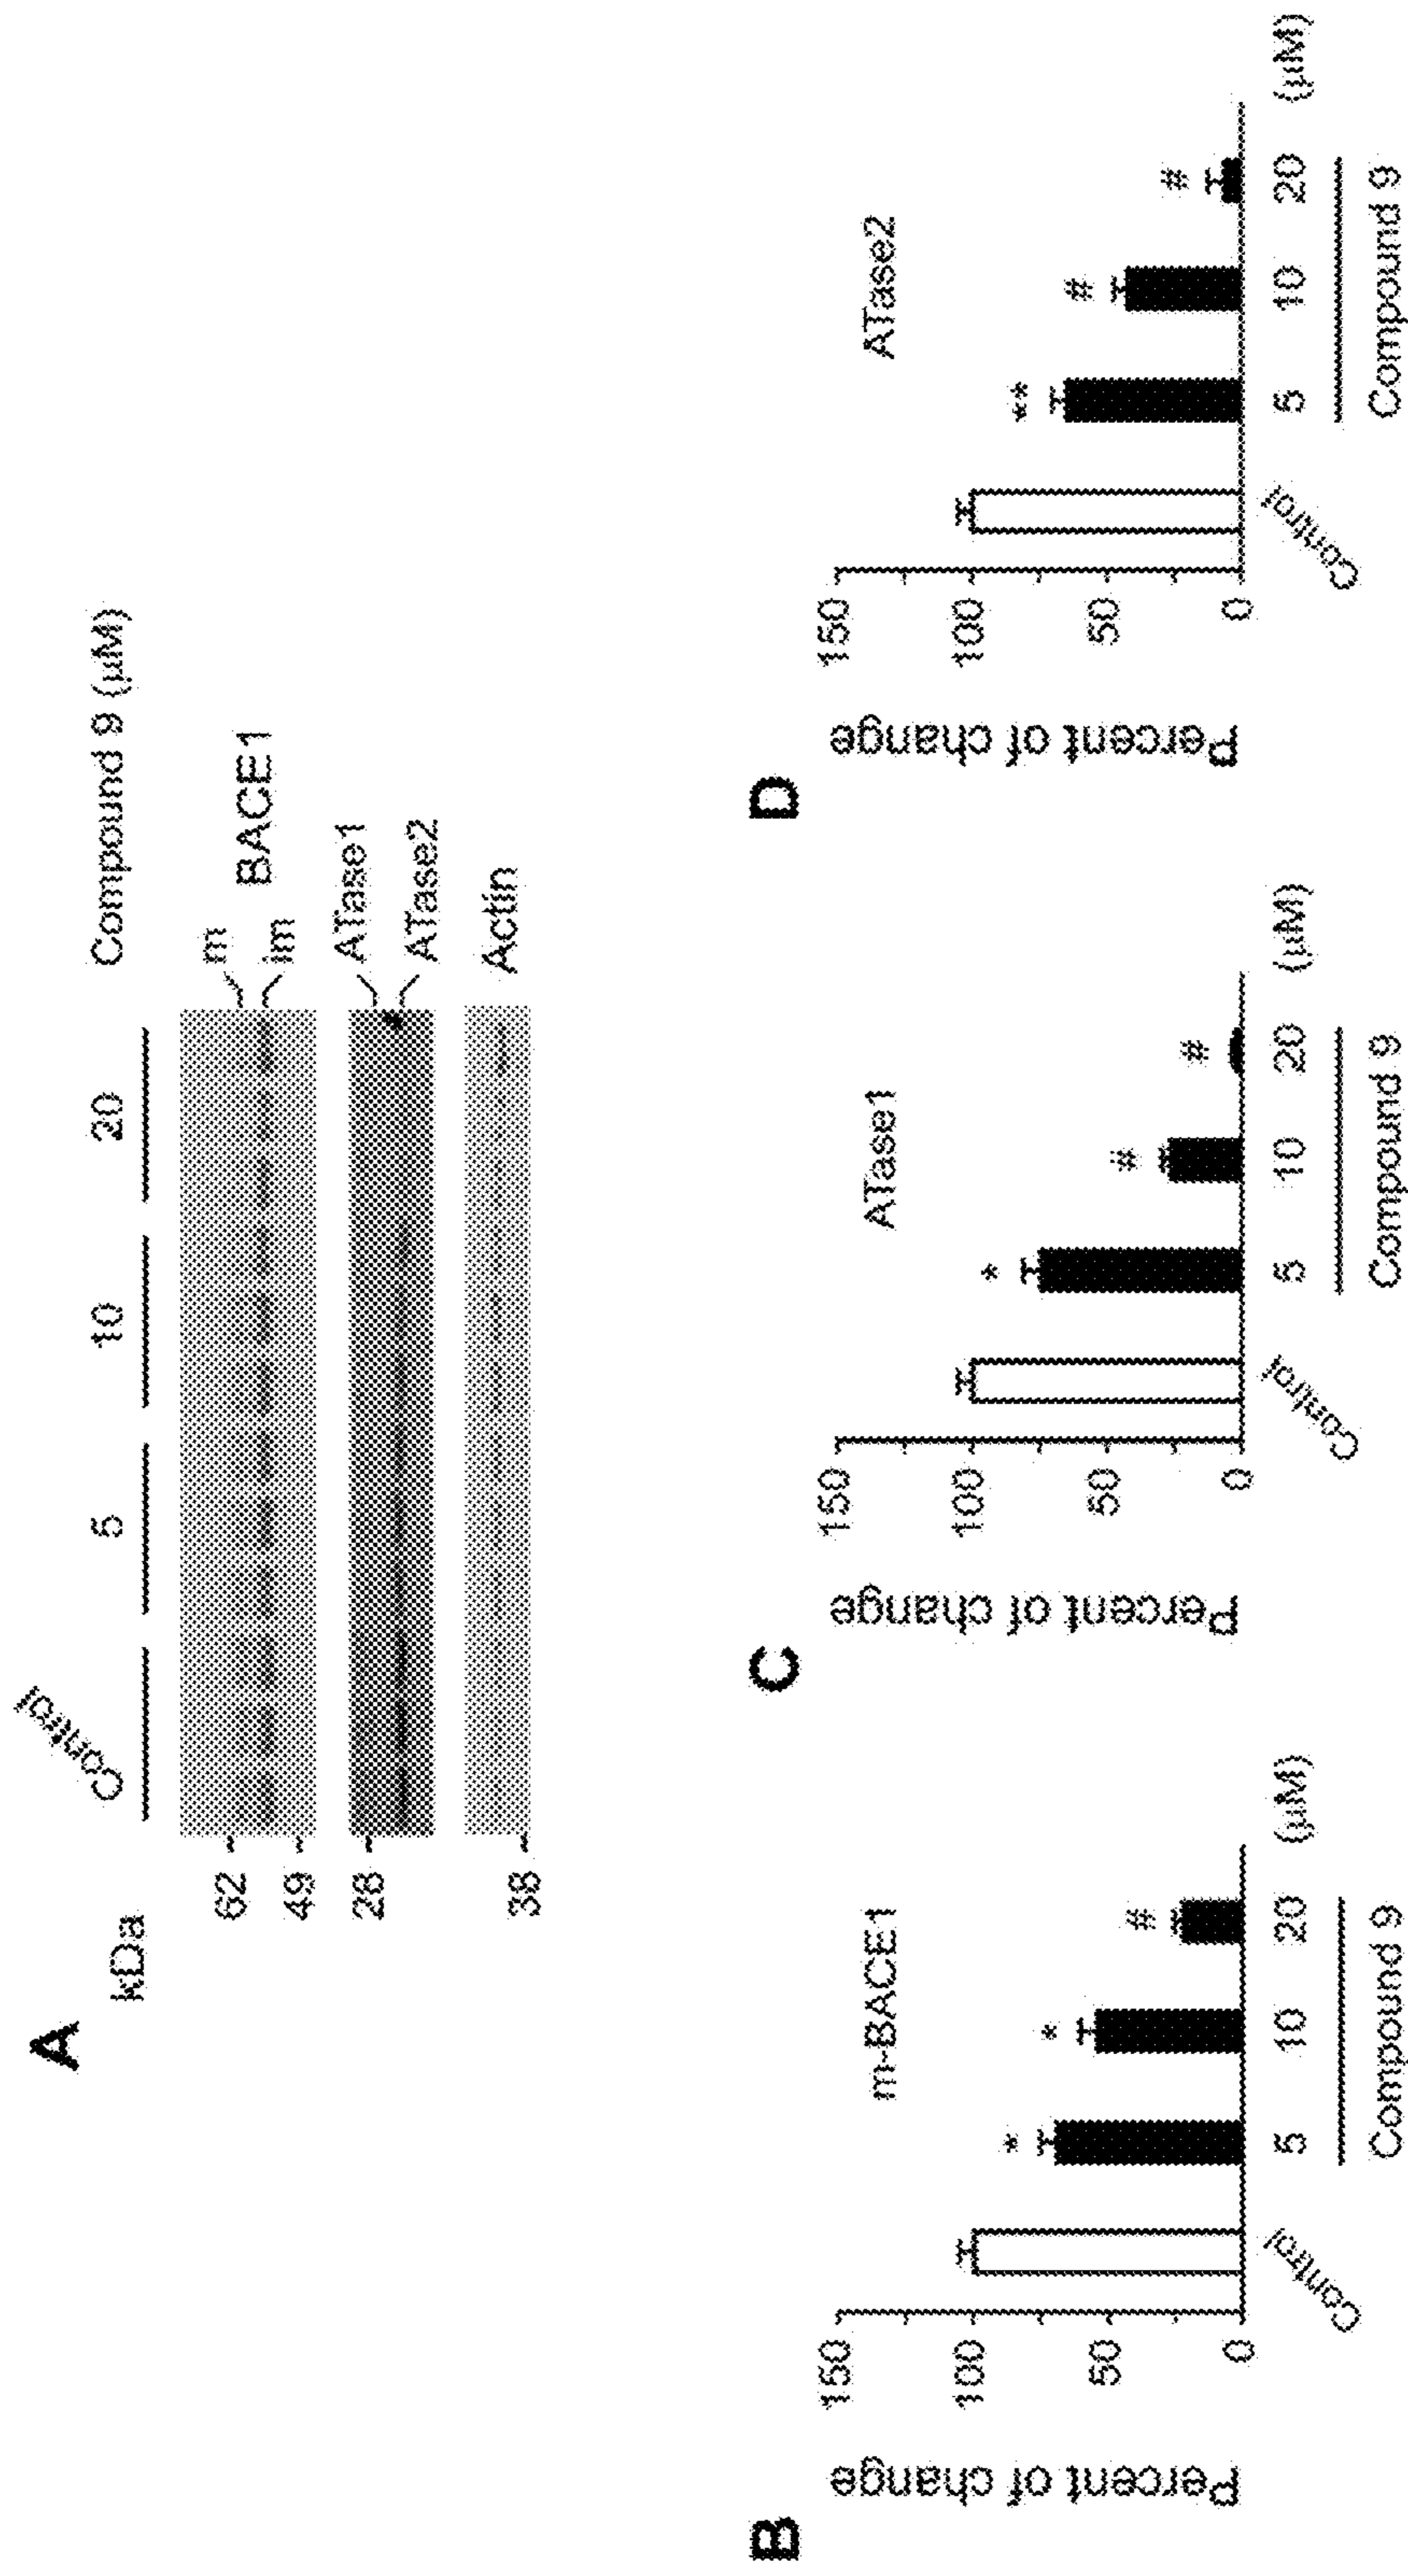 A
kDa
Control 5 10 20 Compound 9 (µM)
62
49
m
im
BACE1
28
ATase1
ATase2
38
Actin
B
Percent of change
150
100
50
0
m-BACE1
* * #
Control 5 10 20 (µM)
Compound 9
C
Percent of change
150
100
50
0
ATase1
* # #
Control 5 10 20 (µM)
Compound 9
D
Percent of change
150
100
50
0
ATase2
** # #
Control 5 10 20 (µM)
Compound 9